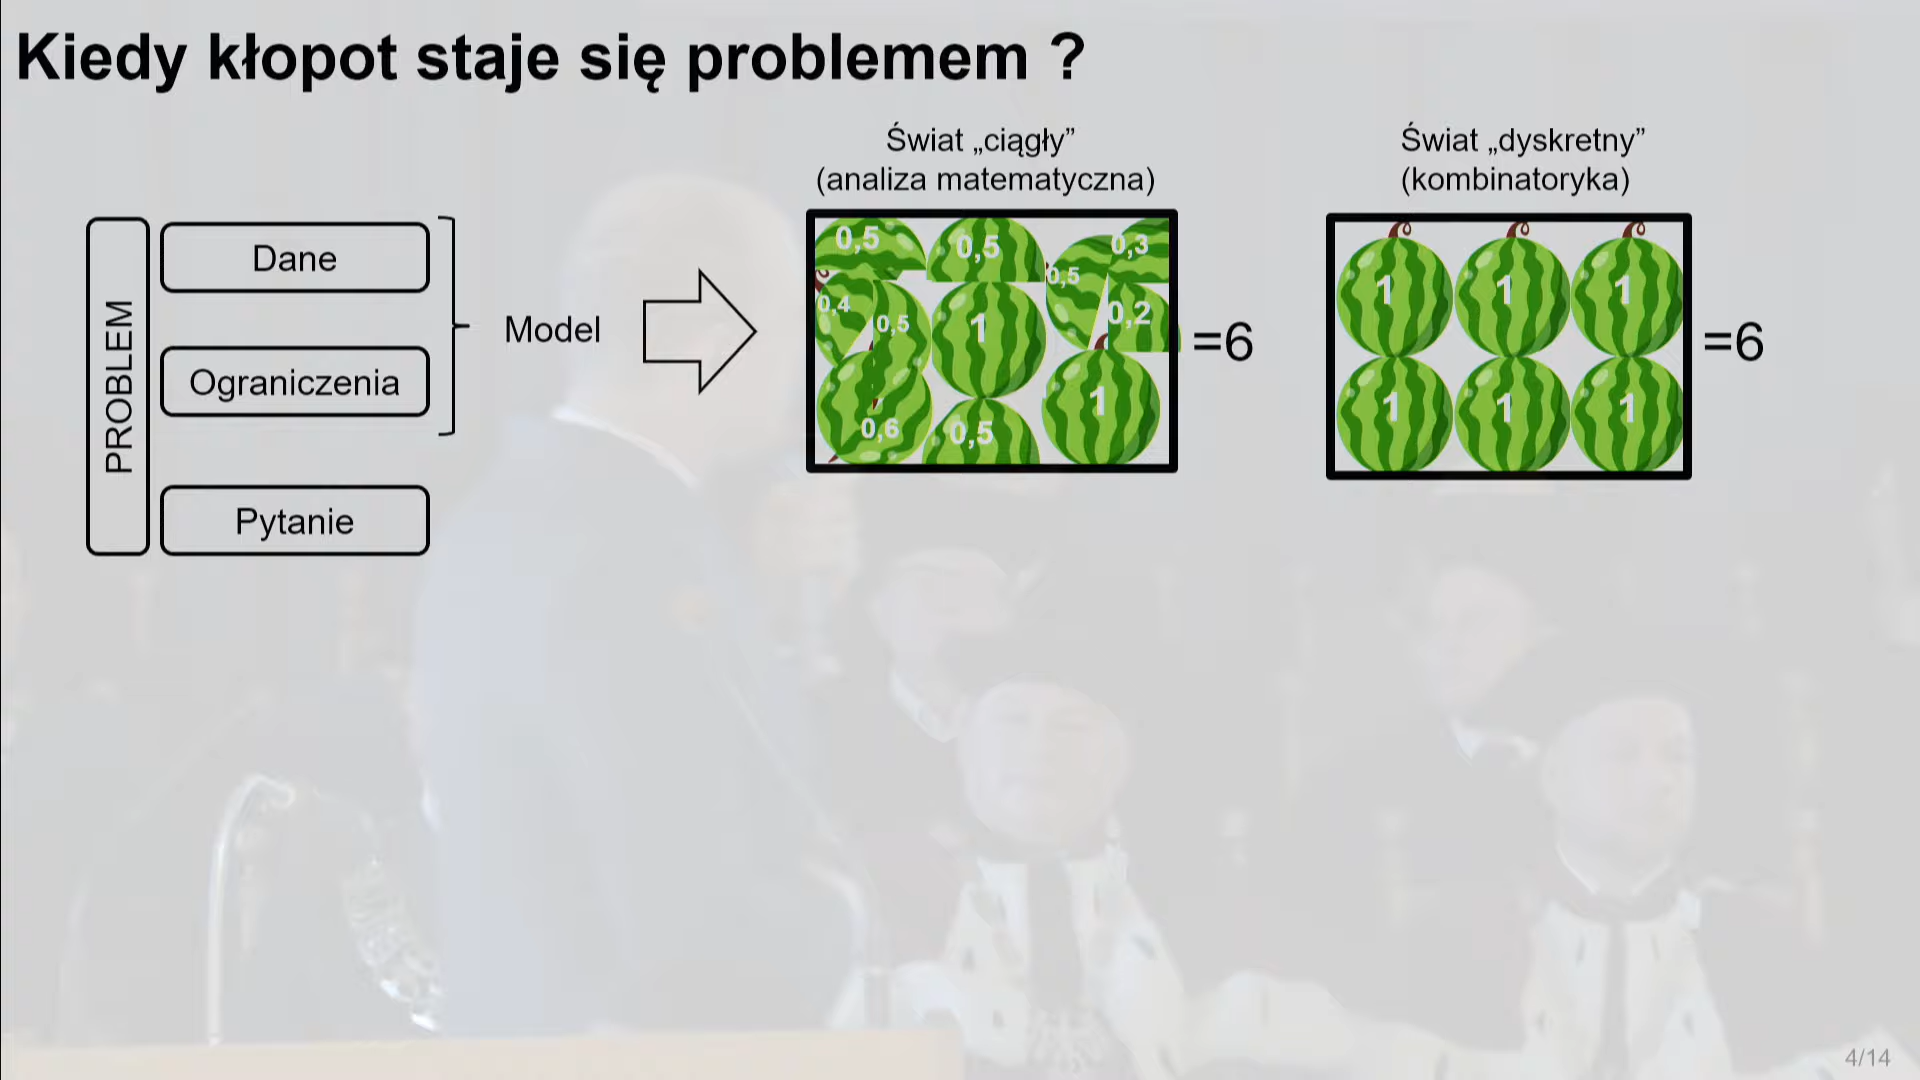 Kiedy kłopot staje się problemem ?
Świat „ciągły”
(analiza matematyczna)
Świat „dyskretny”
(kombinatoryka)
PROBLEM
Dane
Ograniczenia
Pytanie
Model
0,5
0,5
0,3
0,5
0,4
0,5
1
0,2
0,6
0,5
1
=6
1
1
1
1
1
1
=6
4/14